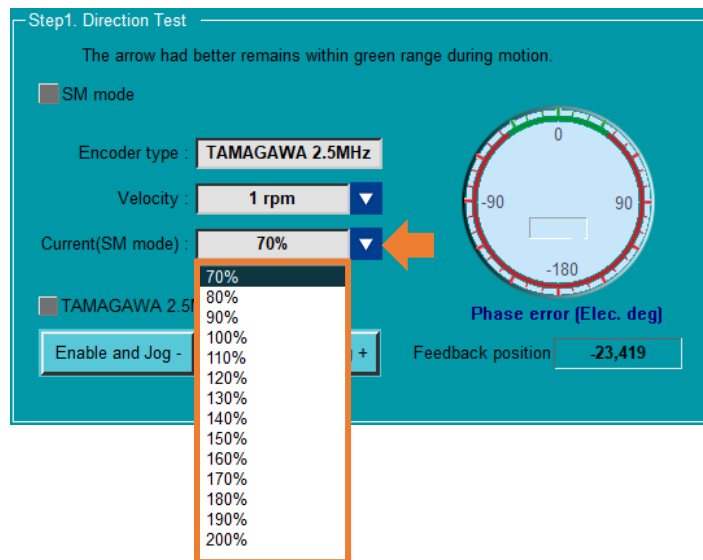 Step1. Direction Test
The arrow had better remains within green range during motion.
SM mode
Encoder type : TAMAGAWA 2.5MHz
Velocity : 1 rpm
Current(SM mode) : 70%
70%
80%
90%
100%
110%
120%
130%
140%
150%
160%
170%
180%
190%
200%
TAMAGAWA
Enable and Jog -
+
0
-90
90
-180
Phase error (Elec. deg)
Feedback position -23,419